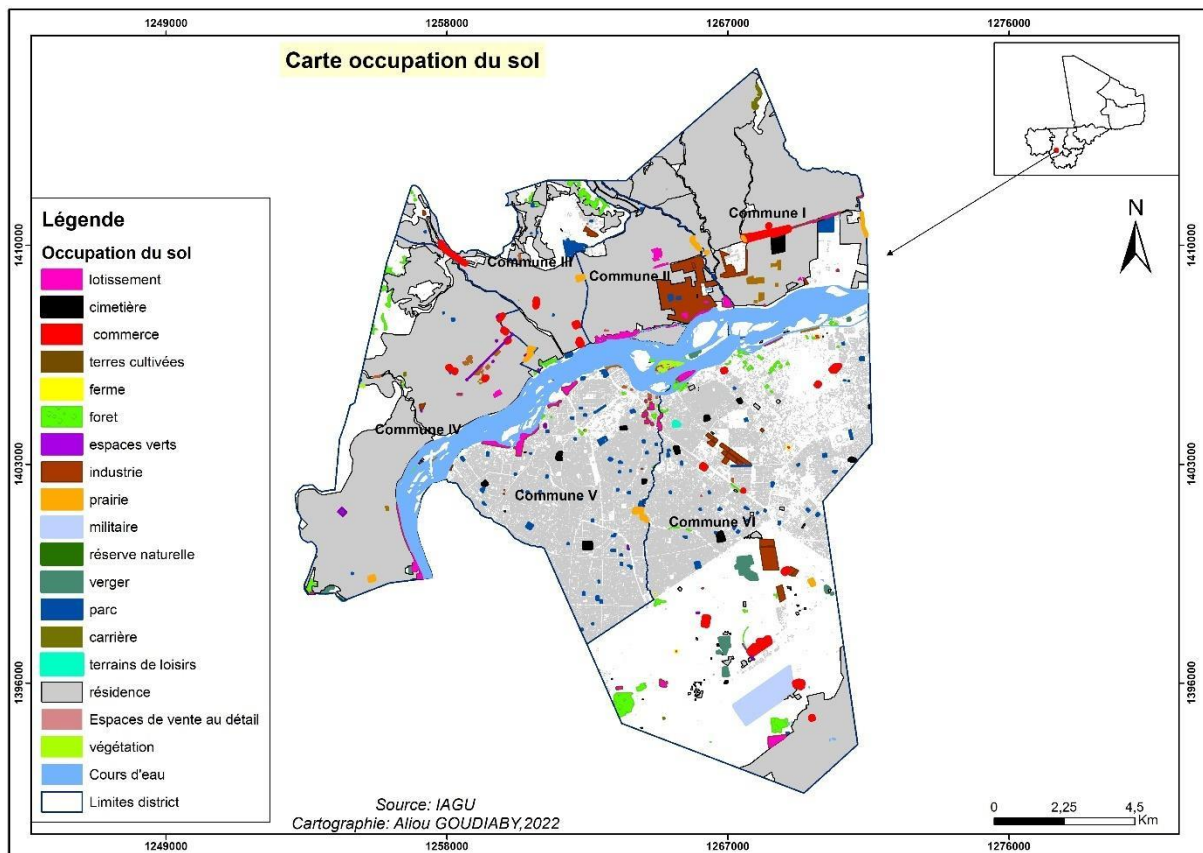 1249000
1258000
1267000
1276000
Carte occupation du sol
N
1410000
1410000
Commune I
Commune III
Commune II
Commune IV
1403000
1403000
Commune V
Commune VI
1396000
1396000
Légende
Occupation du sol
lotissement
cimetière
commerce
terres cultivées
ferme
foret
espaces verts
industrie
prairie
militaire
réserve naturelle
verger
parc
carrière
terrains de loisirs
résidence
Espaces de vente au détail
végétation
Cours d'eau
Limites district
Source: IAGU
Cartographie: Aliou GOUDIABY,2022
0 2,25 4,5
Km
1249000
1258000
1267000
1276000